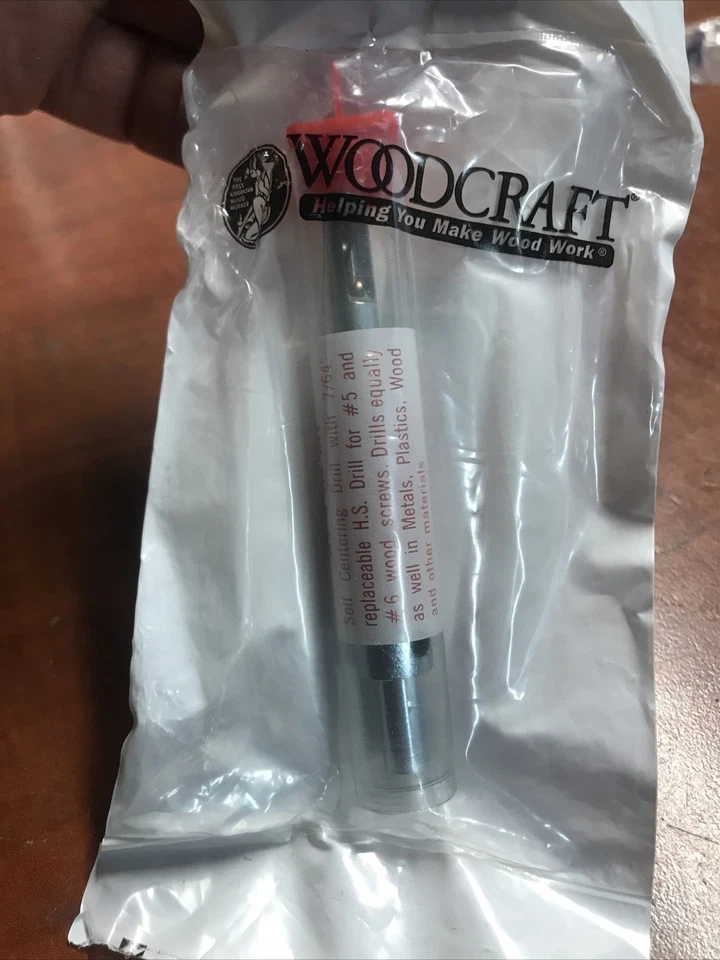 WOODCRAFT®
Helping You Make Wood Work®
Self Centering Drill with 7/64"
replaceable H.S. Drill for #5 and
#6 wood screws. Drills equally
as well in Metals, Plastics, Wood
and other materials